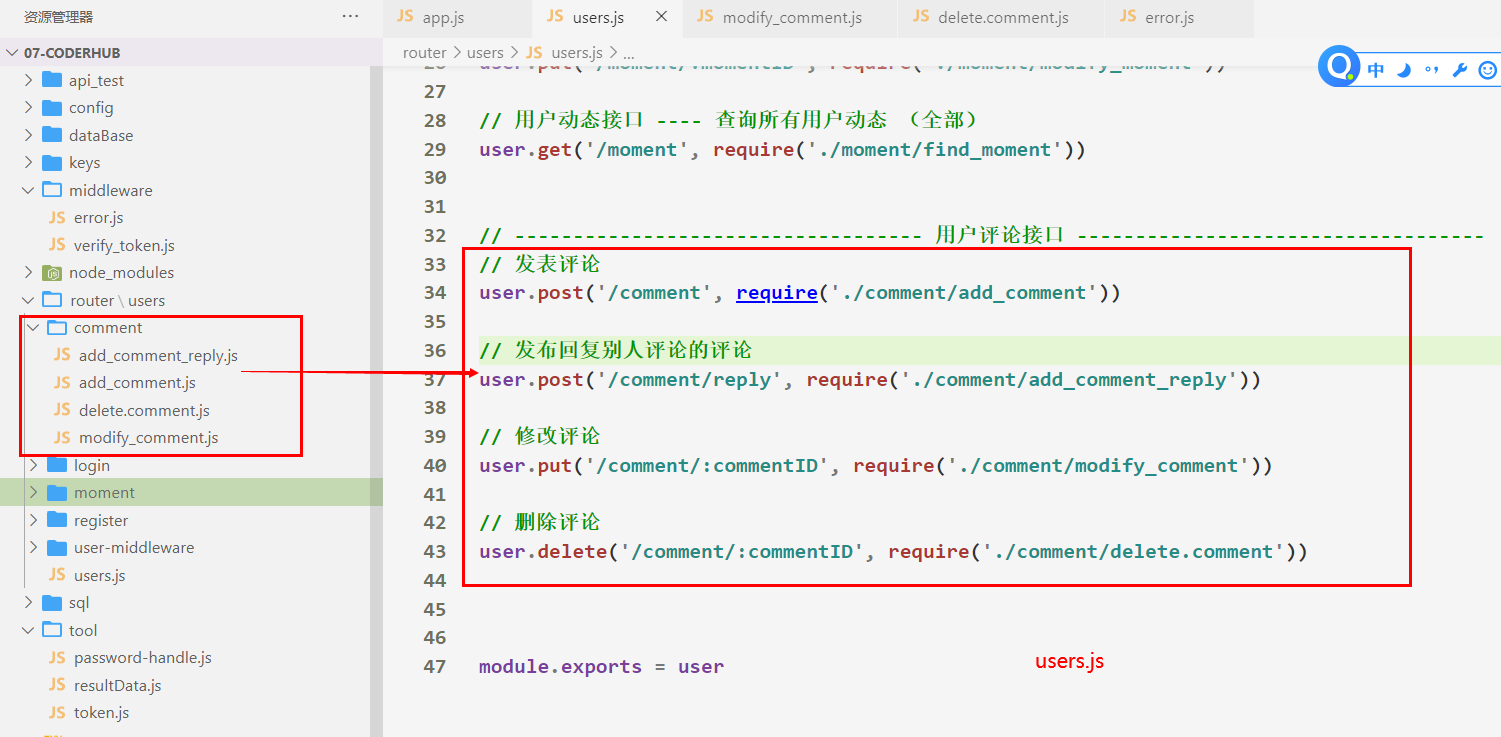 资源管理器
...
JS app.js
JS users.js
JS modify_comment.js
JS delete.comment.js
JS error.js
07-CODERHUB
api_test
config
dataBase
keys
middleware
JS error.js
JS verify_token.js
node_modules
router \ users
comment
JS add_comment_reply.js
JS add_comment.js
JS delete.comment.js
JS modify_comment.js
login
moment
register
user-middleware
JS users.js
sql
tool
JS password-handle.js
JS resultData.js
JS token.js
router > users > JS users.js > ...
中
27
28 // 用户动态接口 ---- 查询所有用户动态 （全部）
29 user.get('/moment', require('./moment/find_moment'))
30
31
32 // ----------------------------------- 用户评论接口 -----------------------------------
33 // 发表评论
34 user.post('/comment', require('./comment/add_comment'))
35
36 // 发布回复别人评论的评论
37 user.post('/comment/reply', require('./comment/add_comment_reply'))
38
39 // 修改评论
40 user.put('/comment/:commentID', require('./comment/modify_comment'))
41
42 // 删除评论
43 user.delete('/comment/:commentID', require('./comment/delete.comment'))
44
45
46
47 module.exports = user
users.js